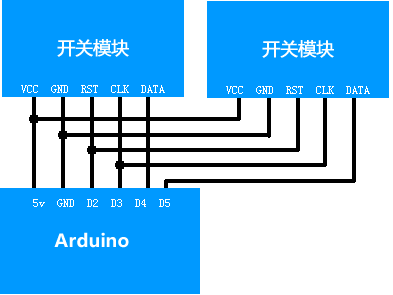 开关模块
VCC GND RST CLK DATA
开关模块
VCC GND RST CLK DATA
5v GND D2 D3 D4 D5
Arduino